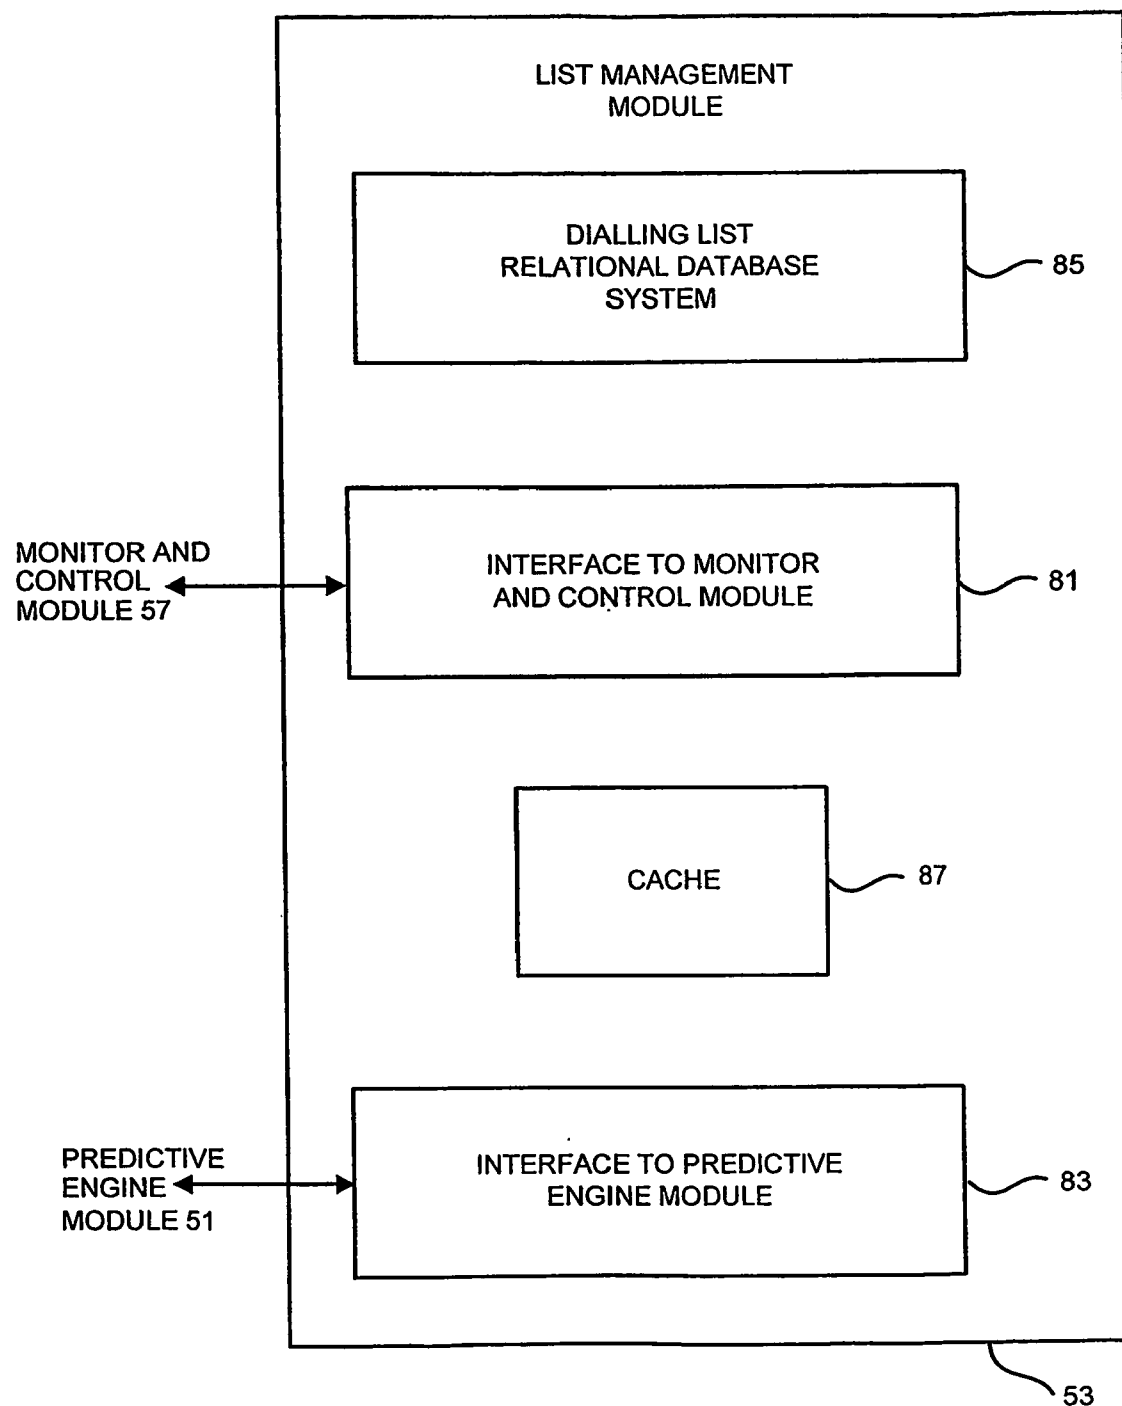 LIST MANAGEMENT
MODULE
DIALLING LIST
RELATIONAL DATABASE
SYSTEM
85
MONITOR AND
CONTROL
MODULE 57
INTERFACE TO MONITOR
AND CONTROL MODULE
81
CACHE
87
PREDICTIVE
ENGINE
MODULE 51
INTERFACE TO PREDICTIVE
ENGINE MODULE
83
53